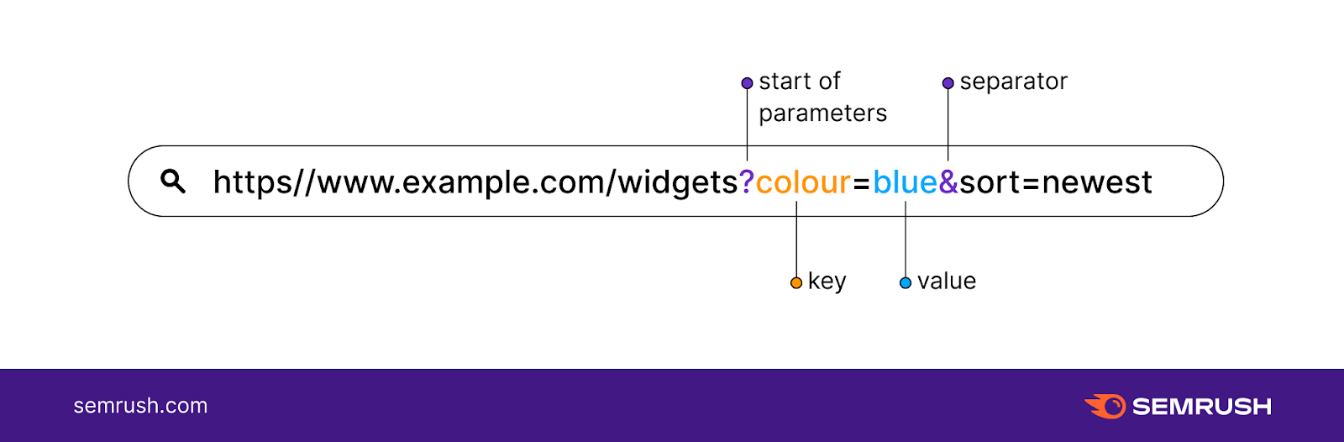 start of
parameters
separator
https//www.example.com/widgets?colour=blue&sort=newest
key
value
semrush.com
SEMRUSH